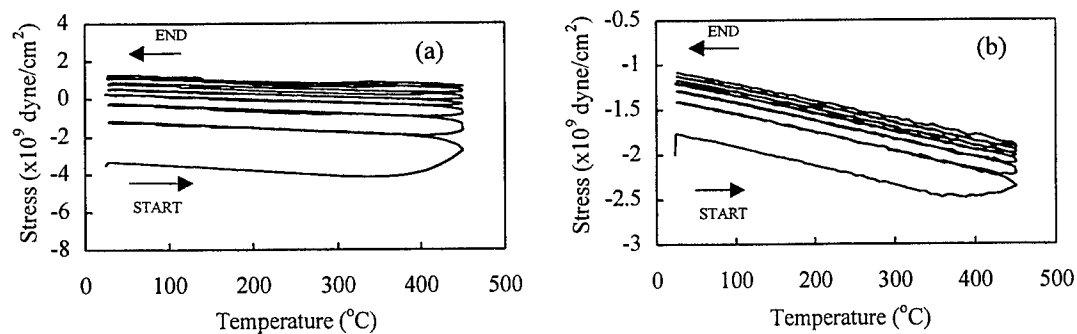 4
2
0
-2
-4
-6
-8
Stress (x10⁹ dyne/cm²)
END
(a)
START
0 100 200 300 400 500
Temperature (°C)
-0.5
-1
-1.5
-2
-2.5
-3
Stress (x10⁹ dyne/cm²)
END
(b)
START
0 100 200 300 400 500
Temperature (°C)